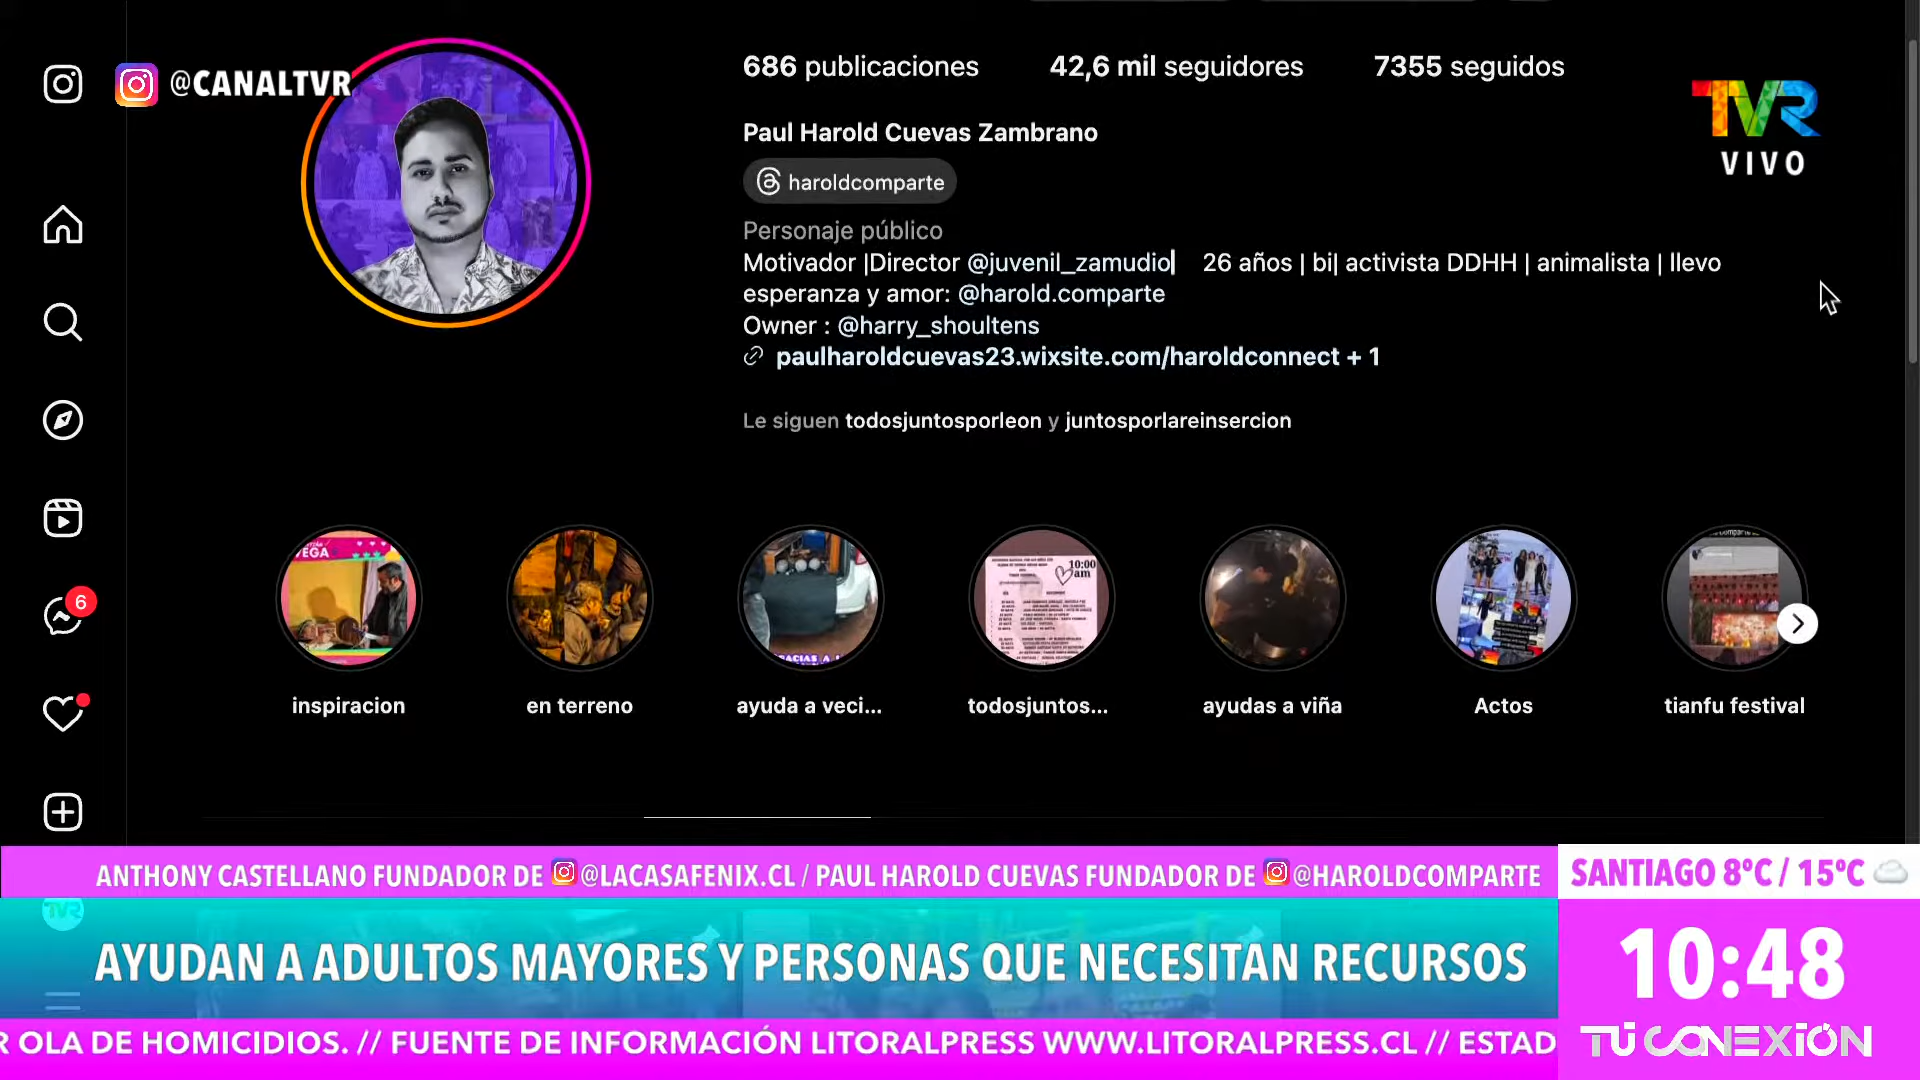 @CANALTVR
686 publicaciones 42,6 mil seguidores 7355 seguidos
TVR
VIVO
Paul Harold Cuevas Zambrano
haroldcomparte
Personaje público
Motivador |Director @juvenil_zamudio| 26 años | bi| activista DDHH | animalista | llevo
esperanza y amor: @harold.comparte
Owner : @harry_shoultens
paulharoldcuevas23.wixsite.com/haroldconnect + 1
Le siguen todosjuntosporleon y juntosporlareinsercion
VEGA
10:00
am
6
inspiracion en terreno ayuda a veci... todosjuntos... ayudas a viña Actos tianfu festival
ANTHONY CASTELLANO FUNDADOR DE @LACASAFENIX.CL / PAUL HAROLD CUEVAS FUNDADOR DE @HAROLDCOMPARTE
SANTIAGO 8ºC / 15ºC
TVR
AYUDAN A ADULTOS MAYORES Y PERSONAS QUE NECESITAN RECURSOS
10:48
R OLA DE HOMICIDIOS. // FUENTE DE INFORMACIÓN LITORALPRESS WWW.LITORALPRESS.CL // ESTAD
TÚ CONEXIÓN